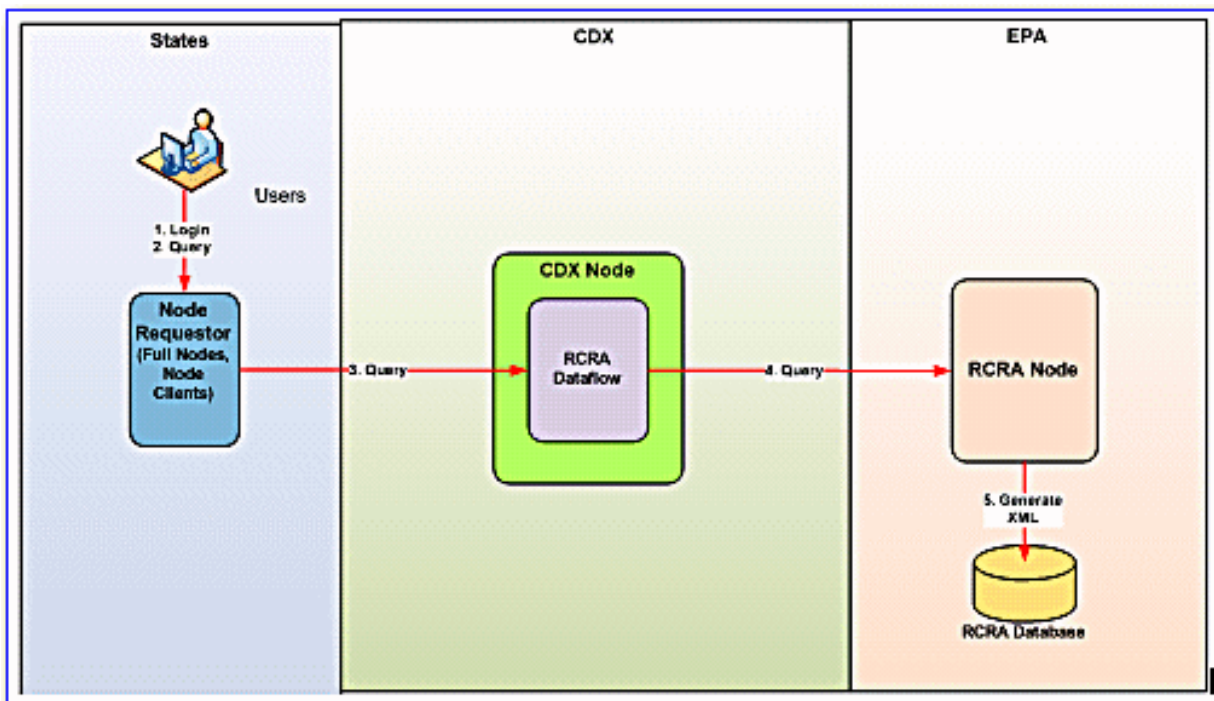 States
CDX
EPA
Users
1. Login
2. Query
Node
Requestor
(Full Nodes,
Node
Clients)
3. Query
CDX Node
RCRA
Dataflow
4. Query
RCRA Node
5. Generate
XML
RCRA Database